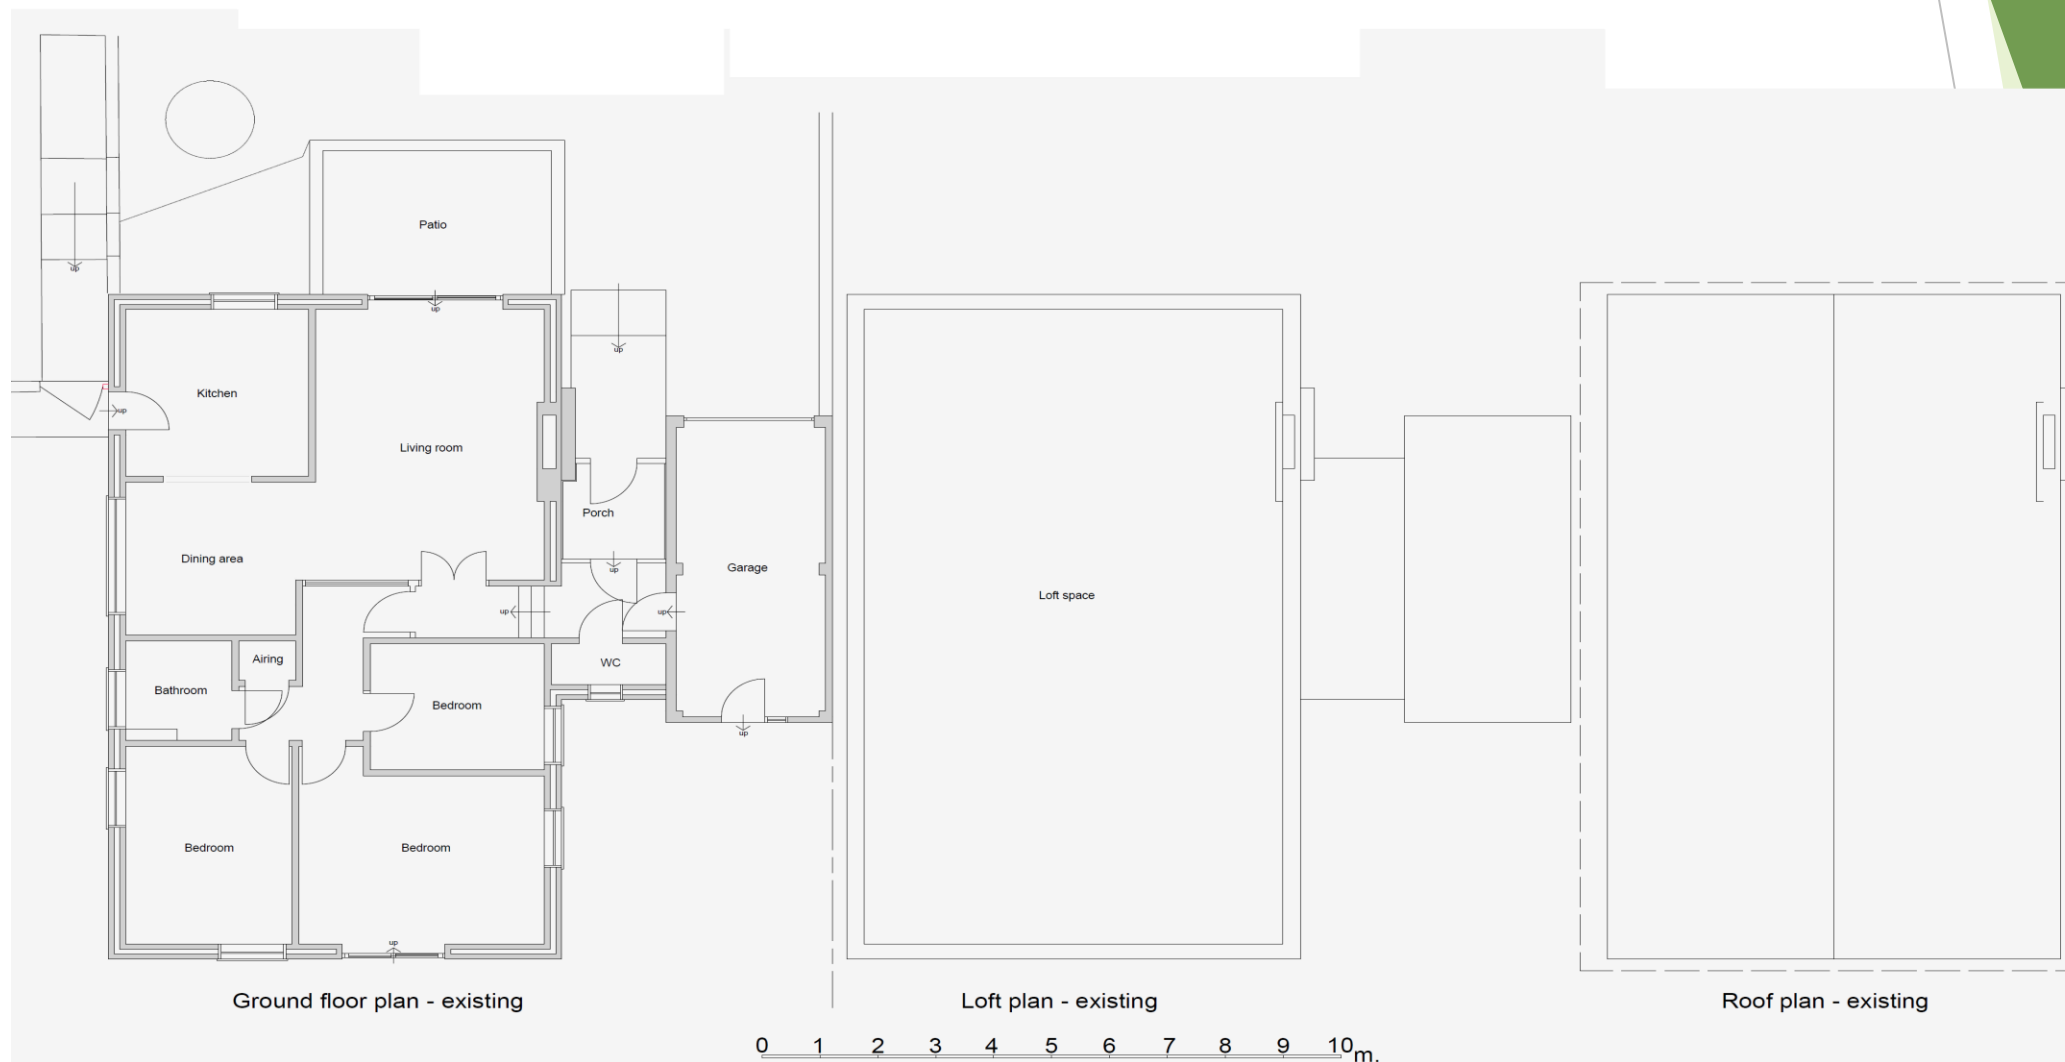 Patio
up
up
up
Kitchen
up
Living room
Porch
Dining area
up
Garage
Loft space
up
up
Airing
WC
Bathroom
Bedroom
up
Bedroom
Bedroom
up
Ground floor plan - existing
Loft plan - existing
Roof plan - existing
0 1 2 3 4 5 6 7 8 9 10 m.